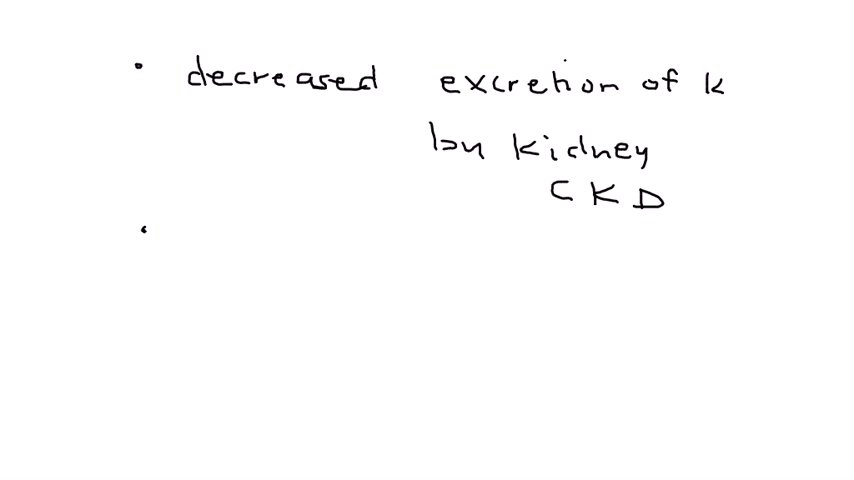 • decreased excretion of k
by kidney
CKD
•